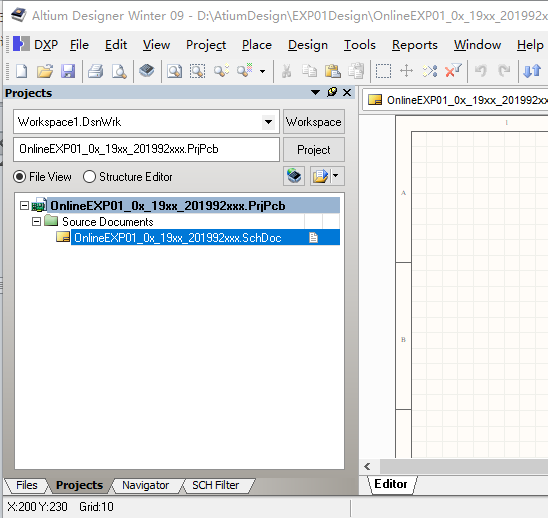 Altium Designer Winter 09 - D:\AtiumDesign\EXP01Design\OnlineEXP01_0x_19xx_201992x
DXP File Edit View Project Place Design Tools Reports Window Help
Projects
Workspace1.DsnWrk Workspace
OnlineEXP01_0x_19xx_201992xxx.PrjPcb Project
File View Structure Editor
OnlineEXP01_0x_19xx_201992xxx.PrjPcb
Source Documents
OnlineEXP01_0x_19xx_201992xxx.SchDoc
Files Projects Navigator SCH Filter
X:200 Y:230 Grid:10
OnlineEXP01_0x_19xx_201992xx
1
A
B
Editor